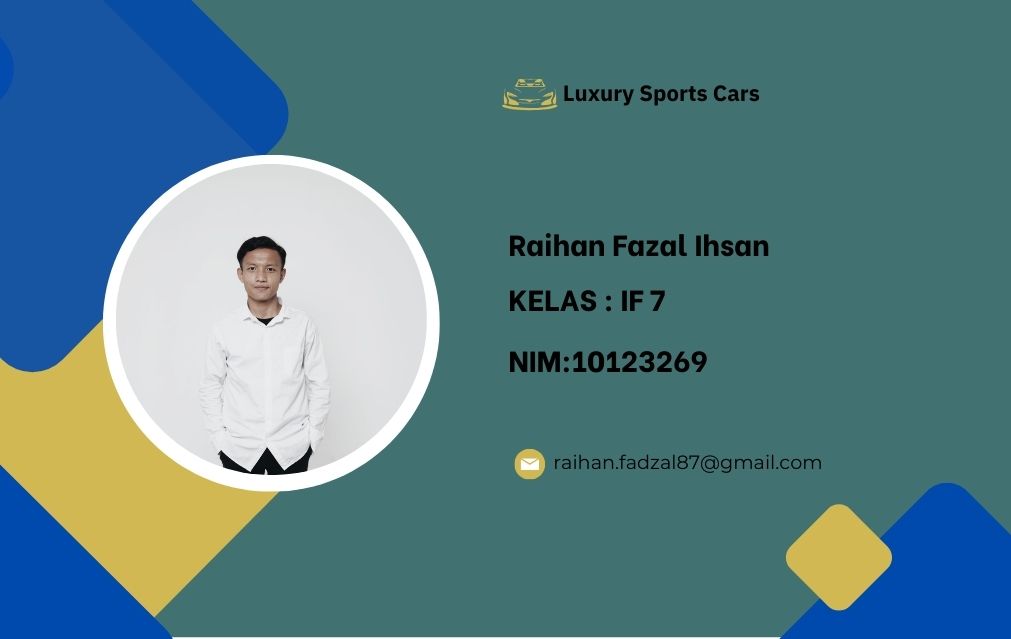 Luxury Sports Cars
Raihan Fazal Ihsan
KELAS : IF 7
NIM:10123269
raihan.fadzal87@gmail.com